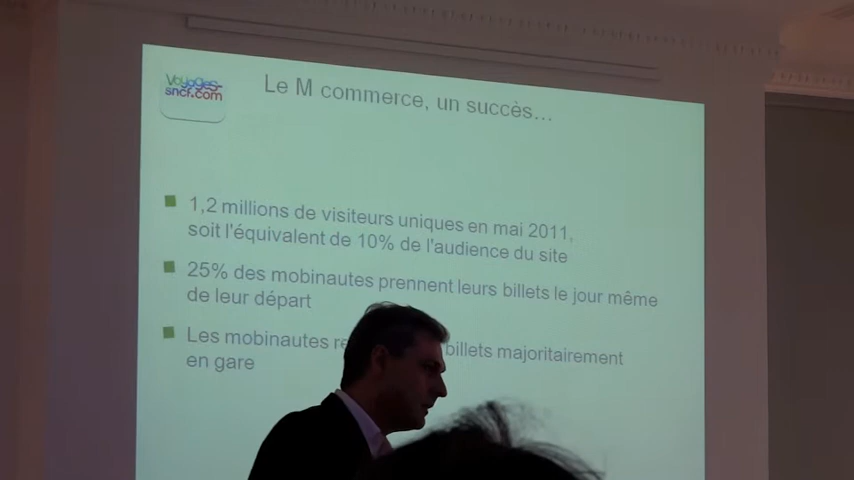 Voyages-
sncf.com
Le M commerce, un succès…
1,2 millions de visiteurs uniques en mai 2011,
soit l'équivalent de 10% de l'audience du site
25% des mobinautes prennent leurs billets le jour même
de leur départ
Les mobinautes billets majoritairement
en gare